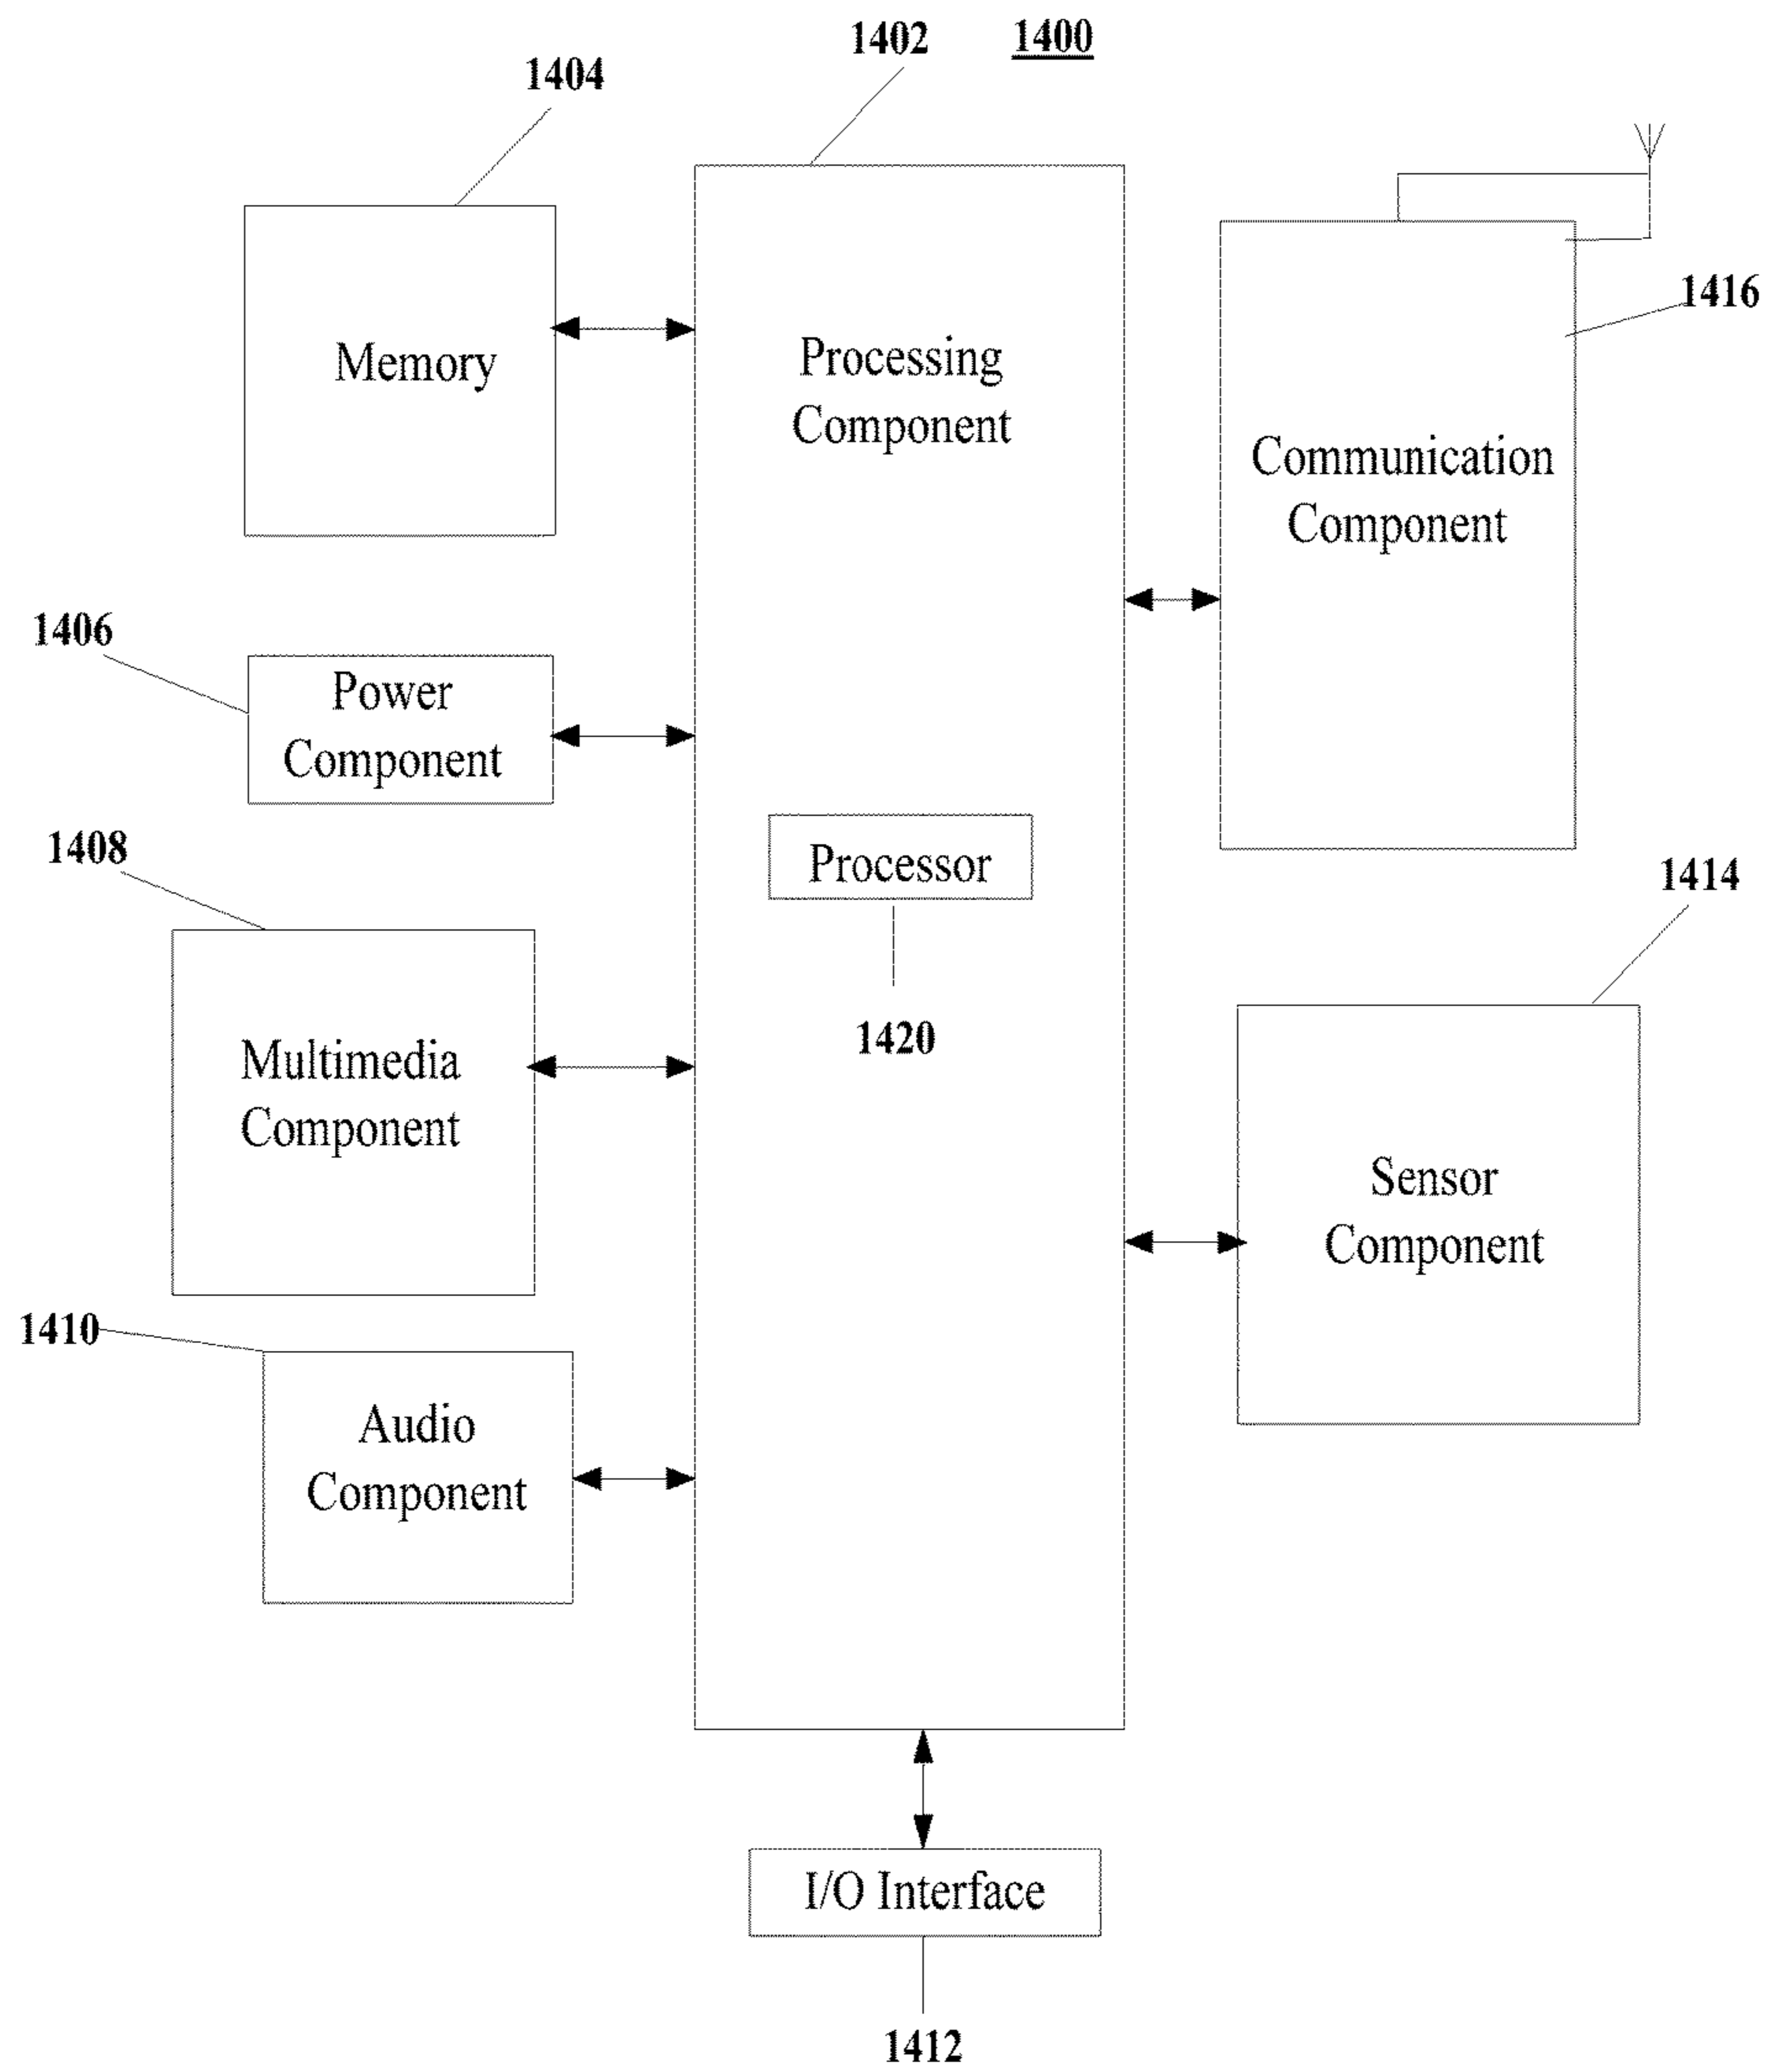 1402
1400
1404
1416
Memory
Processing
Component
Communication
Component
1406
Power
Component
1408
Processor
1414
1420
Multimedia
Component
Sensor
Component
1410
Audio
Component
I/O Interface
1412